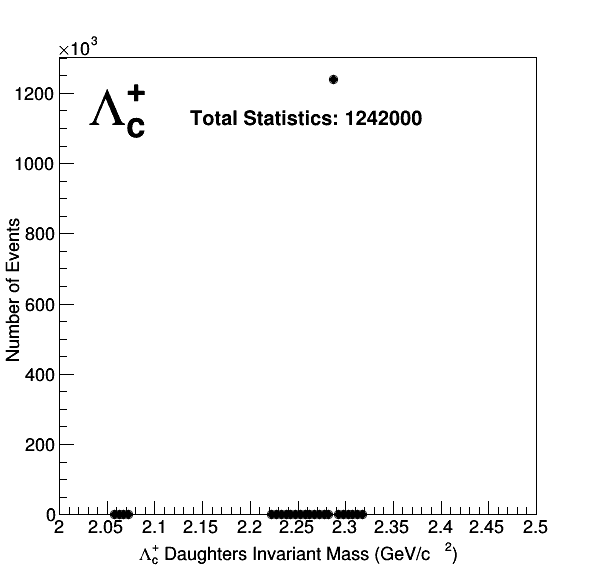 ×10³
Λc+
Total Statistics: 1242000
1200
1000
800
600
400
200
0
Number of Events
2 2.05 2.1 2.15 2.2 2.25 2.3 2.35 2.4 2.45 2.5
Λc+ Daughters Invariant Mass (GeV/c ²)